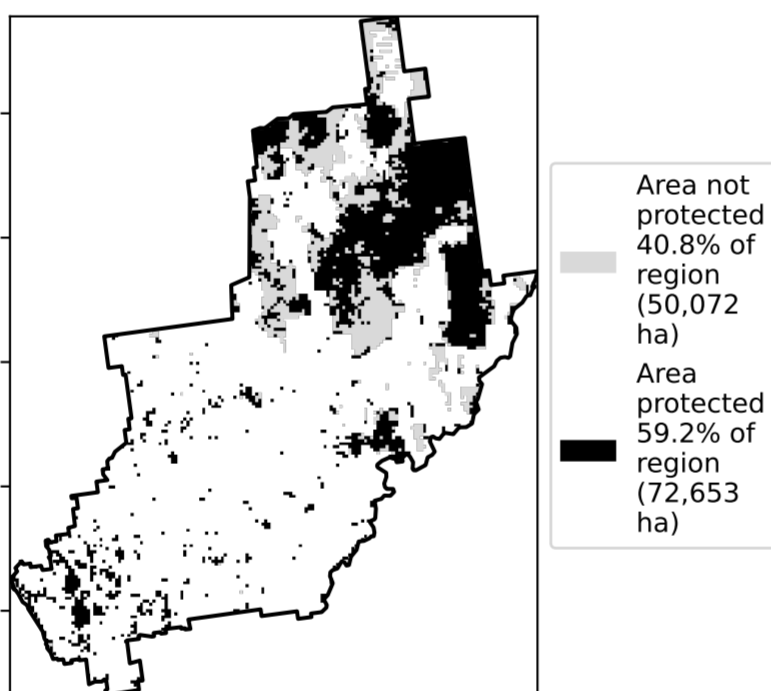 Area not
protected
40.8% of
region
(50,072
ha)
Area
protected
59.2% of
region
(72,653
ha)